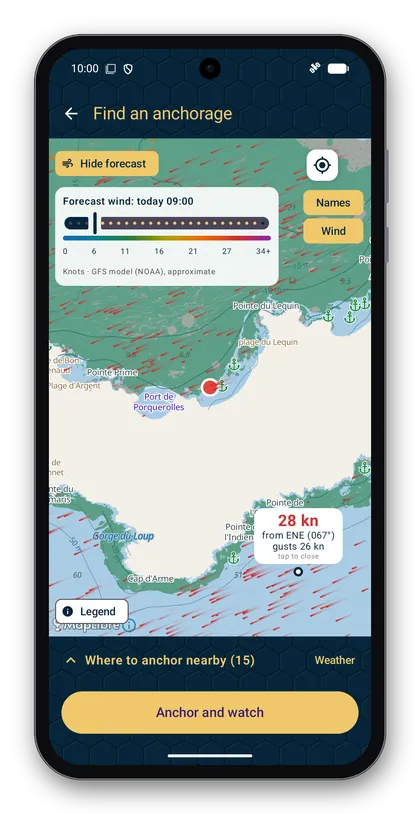 10:00
Find an anchorage
Hide forecast
Forecast wind: today 09:00
0 6 11 16 21 27 34+
Knots · GFS model (NOAA), approximate
Names
Wind
Pointe du Lequin
plage du Lequin
Pointe Prime
Plage d'Argent
Port de
Porquerolles
Gorge du Loup
Cap d'Arme
Pointe de
l'Indien
60
50
51
28 kn
from ENE (067°)
gusts 26 kn
tap to close
Legend
MapLibre
Where to anchor nearby (15)
Weather
Anchor and watch